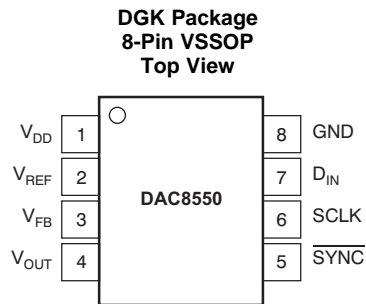 DGK Package
8-Pin VSSOP
Top View
V_DD 1 8 GND
V_REF 2 7 D_IN
DAC8550
V_FB 3 6 SCLK
V_OUT 4 5 S̅Y̅N̅C̅